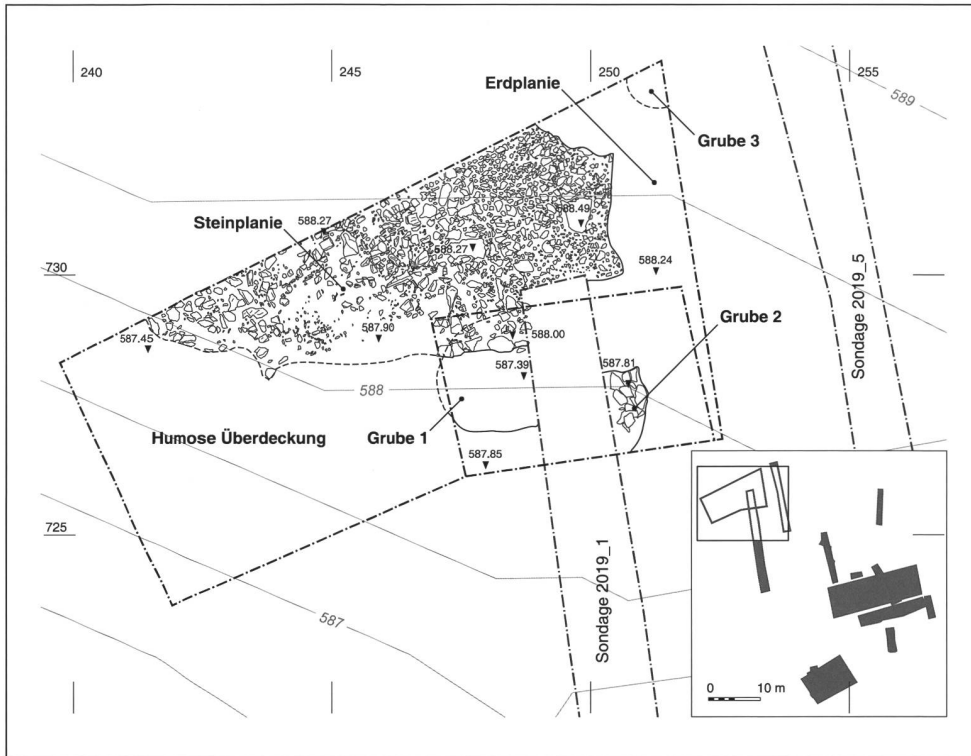 240
245
250
255
589
Erdplanie
Grube 3
Steinplanie
588.27
588.49
588.27
730
588.24
587.90
587.45
588.00
Grube 2
587.39
587.81
588
Humose Überdeckung
Grube 1
587.85
725
587
Sondage 2019_1
Sondage 2019_5
0 10 m